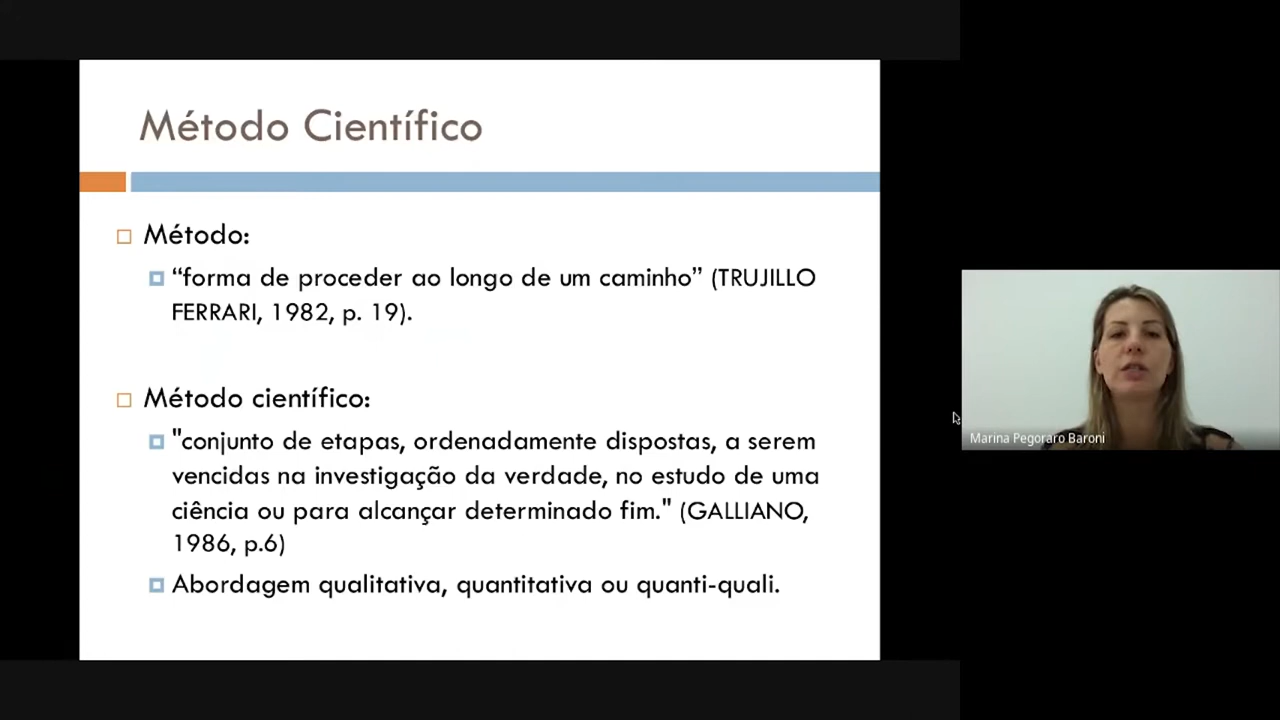 Método Científico
Método:
“forma de proceder ao longo de um caminho” (TRUJILLO
FERRARI, 1982, p. 19).
Método científico:
"conjunto de etapas, ordenadamente dispostas, a serem
vencidas na investigação da verdade, no estudo de uma
ciência ou para alcançar determinado fim." (GALLIANO,
1986, p.6)
Abordagem qualitativa, quantitativa ou quanti-quali.
Marina Pegoraro Baroni